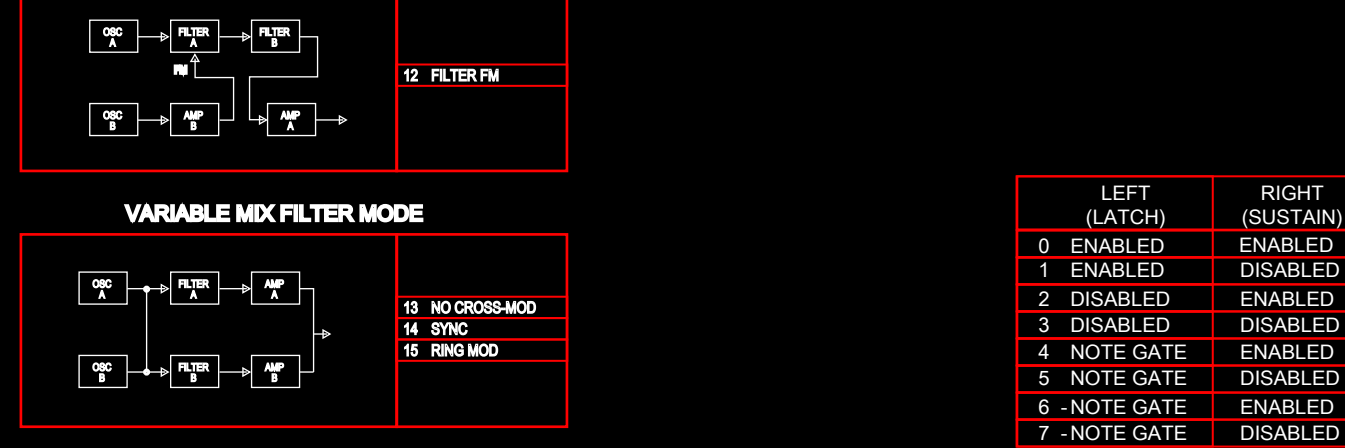 OSC
A
FILTER
A
FILTER
B
FM
OSC
B
AMP
B
AMP
A
12 FILTER FM
VARIABLE MIX FILTER MODE
OSC
A
FILTER
A
AMP
A
OSC
B
FILTER
B
AMP
B
13 NO CROSS-MOD
14 SYNC
15 RING MOD
LEFT
(LATCH)
RIGHT
(SUSTAIN)
0 ENABLED ENABLED
1 ENABLED DISABLED
2 DISABLED ENABLED
3 DISABLED DISABLED
4 NOTE GATE ENABLED
5 NOTE GATE DISABLED
6 -NOTE GATE ENABLED
7 -NOTE GATE DISABLED